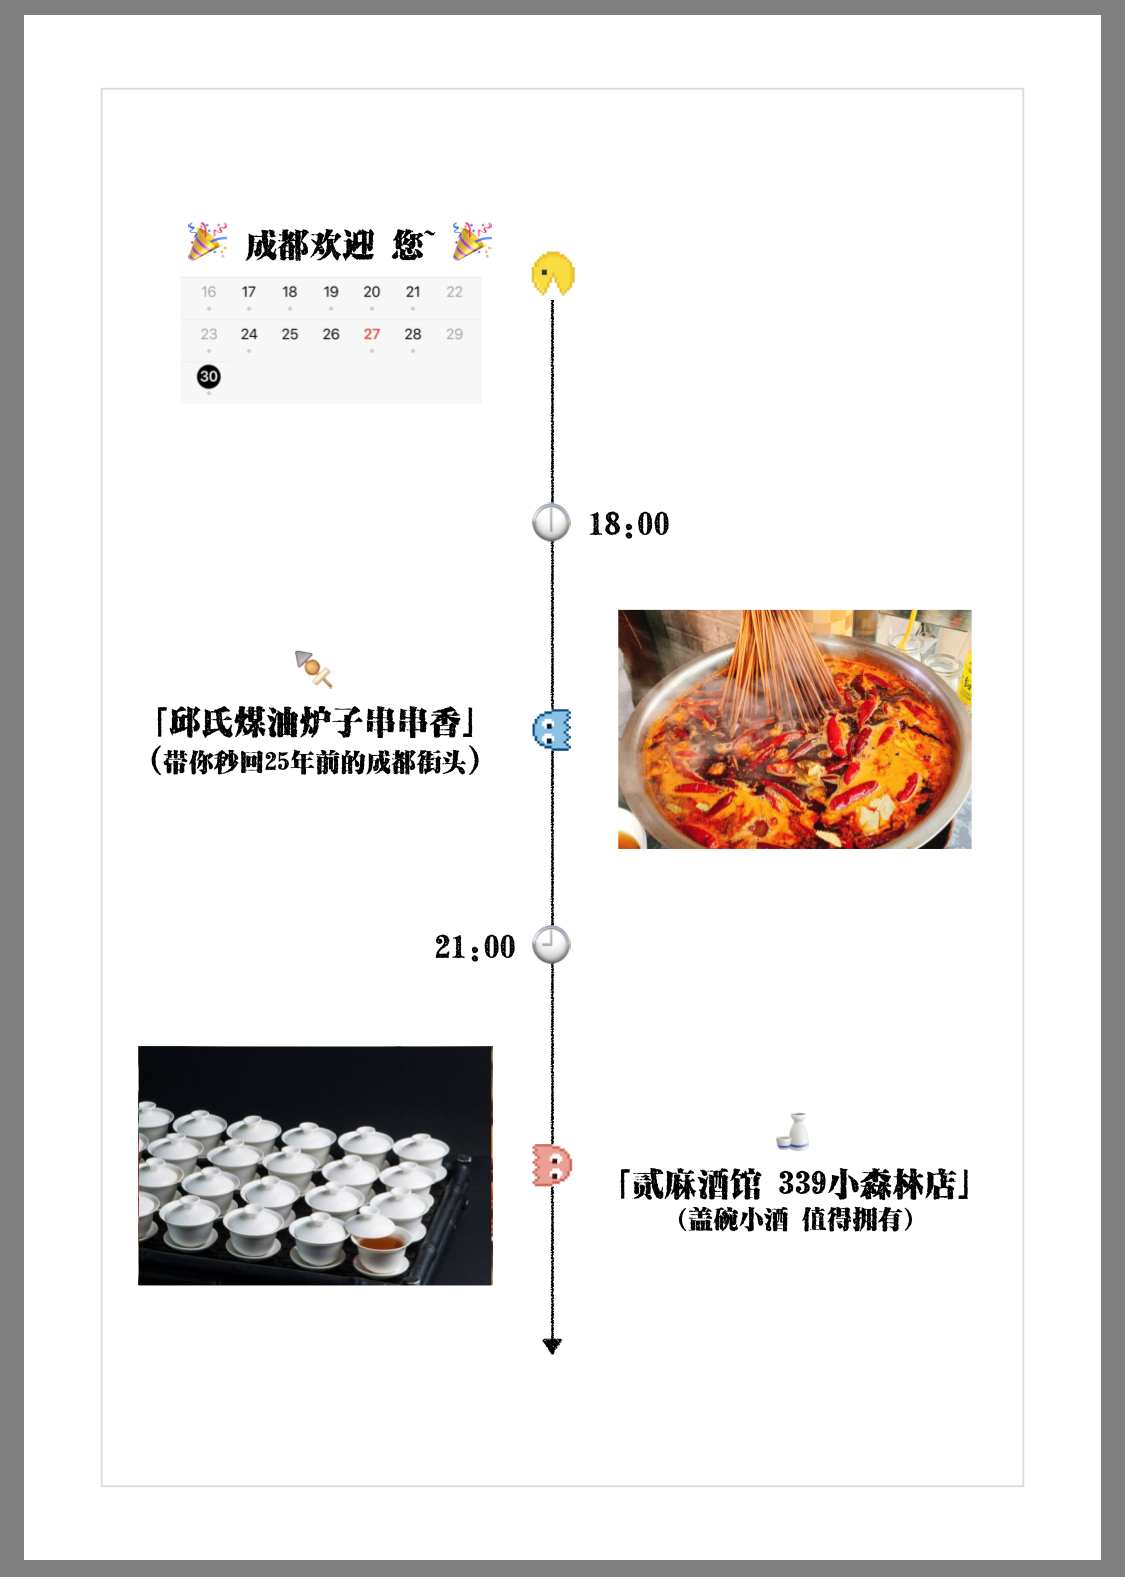 🎉 成都欢迎 您~ 🎉
16 17 18 19 20 21 22
23 24 25 26 27 28 29
30
18:00
「邱氏煤油炉子串串香」
(带你秒回25年前的成都街头)
21:00
「贰麻酒馆 339小森林店」
(盖碗小酒 值得拥有)